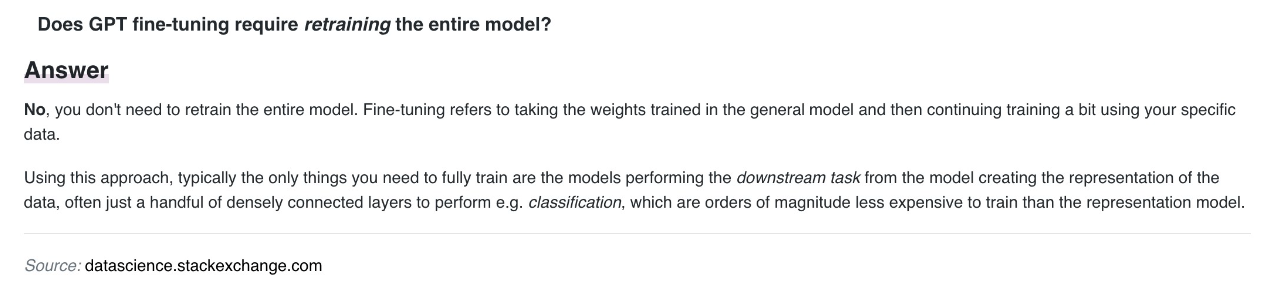 Does GPT fine-tuning require retraining the entire model?
Answer
No, you don't need to retrain the entire model. Fine-tuning refers to taking the weights trained in the general model and then continuing training a bit using your specific
data.
Using this approach, typically the only things you need to fully train are the models performing the downstream task from the model creating the representation of the
data, often just a handful of densely connected layers to perform e.g. classification, which are orders of magnitude less expensive to train than the representation model.
Source: datascience.stackexchange.com